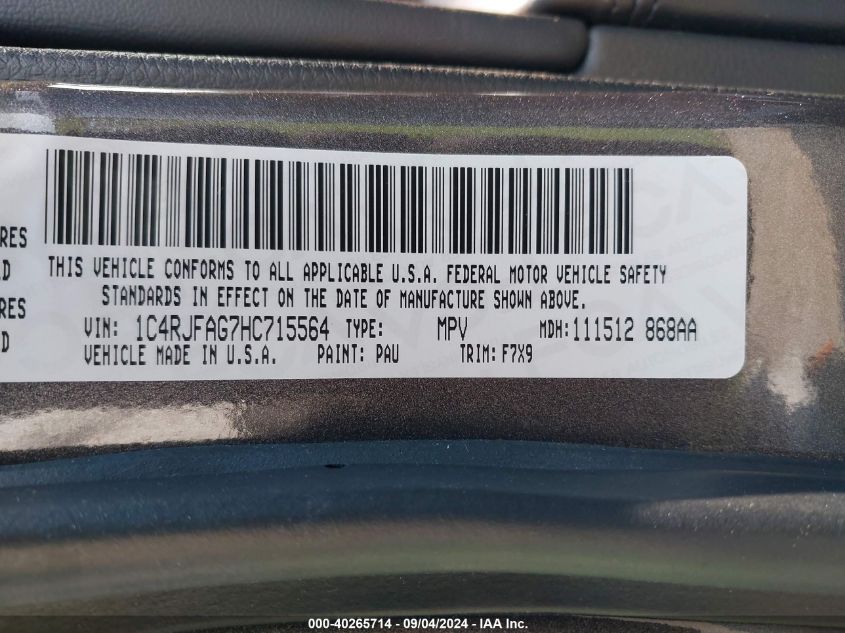 RES
D
RES
D
THIS VEHICLE CONFORMS TO ALL APPLICABLE U.S.A. FEDERAL MOTOR VEHICLE SAFETY
STANDARDS IN EFFECT ON THE DATE OF MANUFACTURE SHOWN ABOVE.
VIN: 1C4RJFAG7HC715564 TYPE: MPV MDH:111512 868AA
VEHICLE MADE IN U.S.A. PAINT: PAU TRIM: F7X9
000-40265714 - 09/04/2024 - IAA Inc.